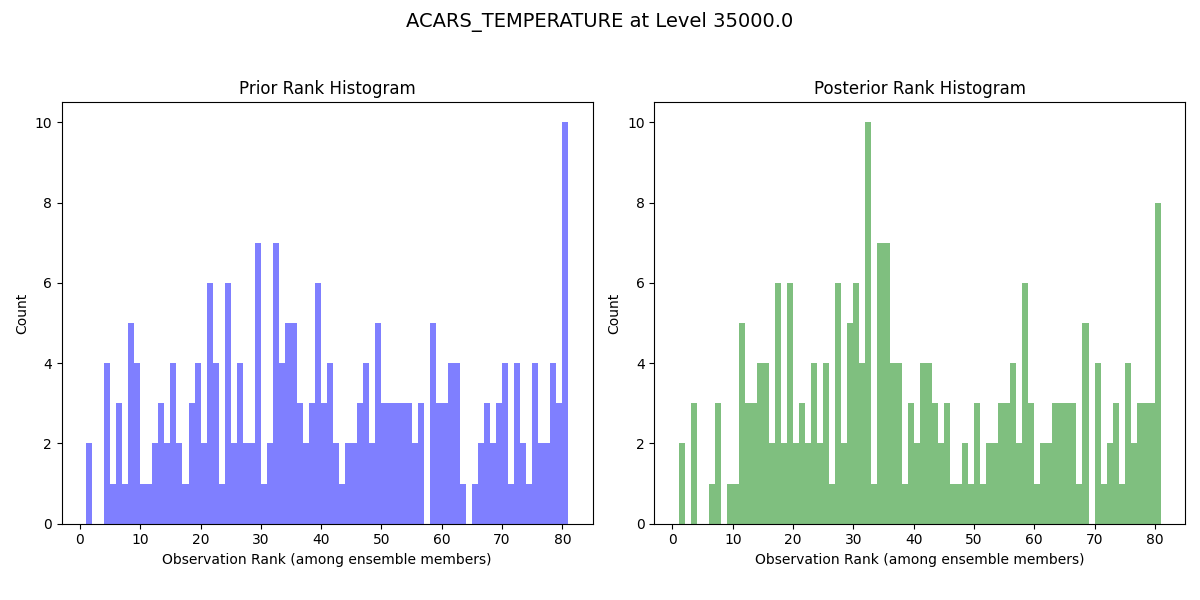 ACARS_TEMPERATURE at Level 35000.0
Prior Rank Histogram
Count
10
8
6
4
2
0
0 10 20 30 40 50 60 70 80
Observation Rank (among ensemble members)
Posterior Rank Histogram
Count
10
8
6
4
2
0
0 10 20 30 40 50 60 70 80
Observation Rank (among ensemble members)